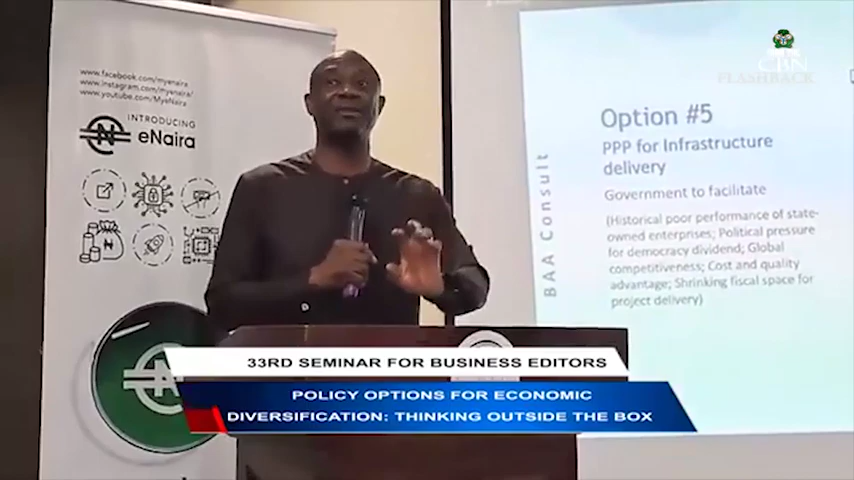 www.facebook.com/myenaira
www.instagram.com/myenaira/
www.youtube.com/MyeNaira
INTRODUCING
eNaira
CBN
FLASHBACK
BAA Consult
Option #5
PPP for Infrastructure
delivery
Government to facilitate
(Historical poor performance of state-
owned enterprises; Political pressure
for democracy dividend; Global
competitiveness; Cost and quality
advantage; Shrinking fiscal space for
project delivery)
33RD SEMINAR FOR BUSINESS EDITORS
POLICY OPTIONS FOR ECONOMIC
DIVERSIFICATION: THINKING OUTSIDE THE BOX